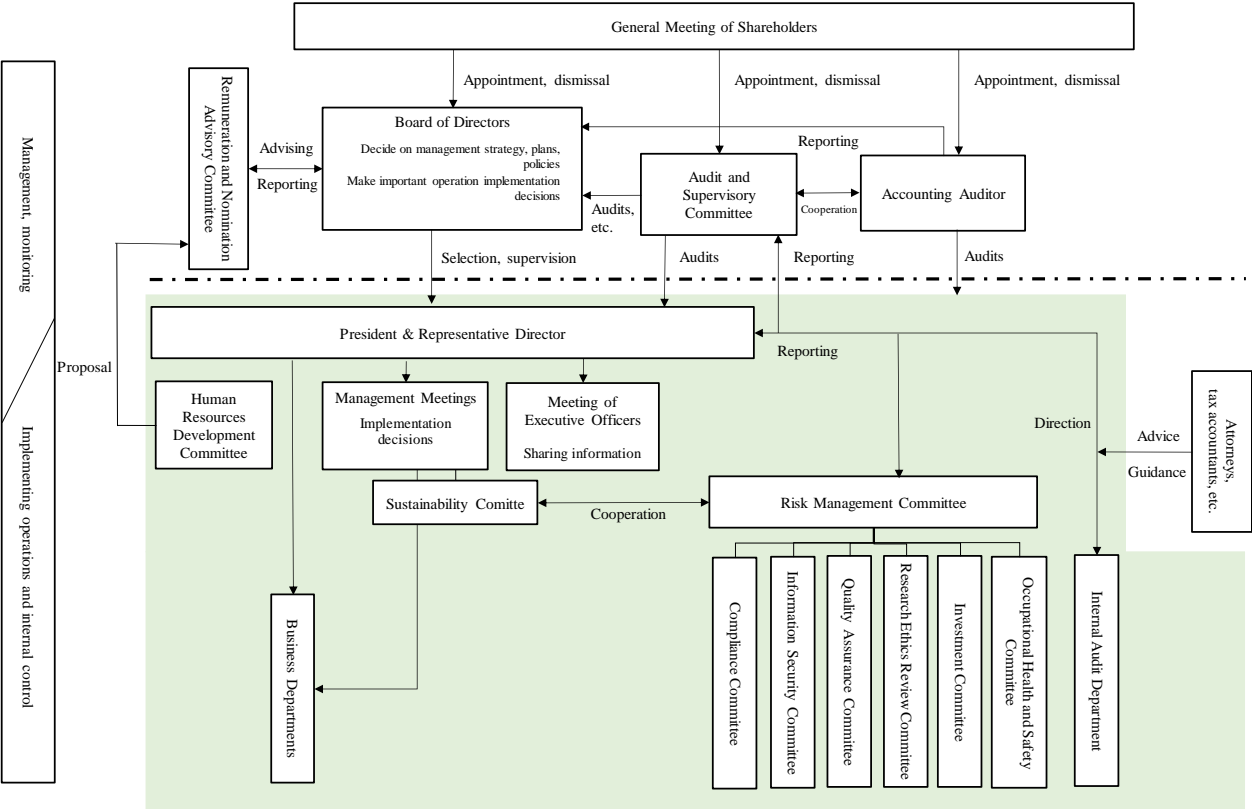 General Meeting of Shareholders
Appointment, dismissal
Appointment, dismissal
Appointment, dismissal
Management, monitoring
Implementing operations and internal control
Remuneration and Nomination
Advisory Committee
Advising
Reporting
Board of Directors
Decide on management strategy, plans,
policies
Make important operation implementation
decisions
Reporting
Audits,
etc.
Audit and
Supervisory
Committee
Cooperation
Accounting Auditor
Selection, supervision
Audits
Reporting
Audits
President & Representative Director
Reporting
Proposal
Human
Resources
Development
Committee
Management Meetings
Implementation
decisions
Meeting of
Executive Officers
Sharing information
Direction
Advice
Guidance
Attorneys,
tax accountants, etc.
Sustainability Comitte
Cooperation
Risk Management Committee
Business Departments
Compliance Committee
Information Security Committee
Quality Assurance Committee
Research Ethics Review Committee
Investment Committee
Occupational Health and Safety
Committee
Internal Audit Department